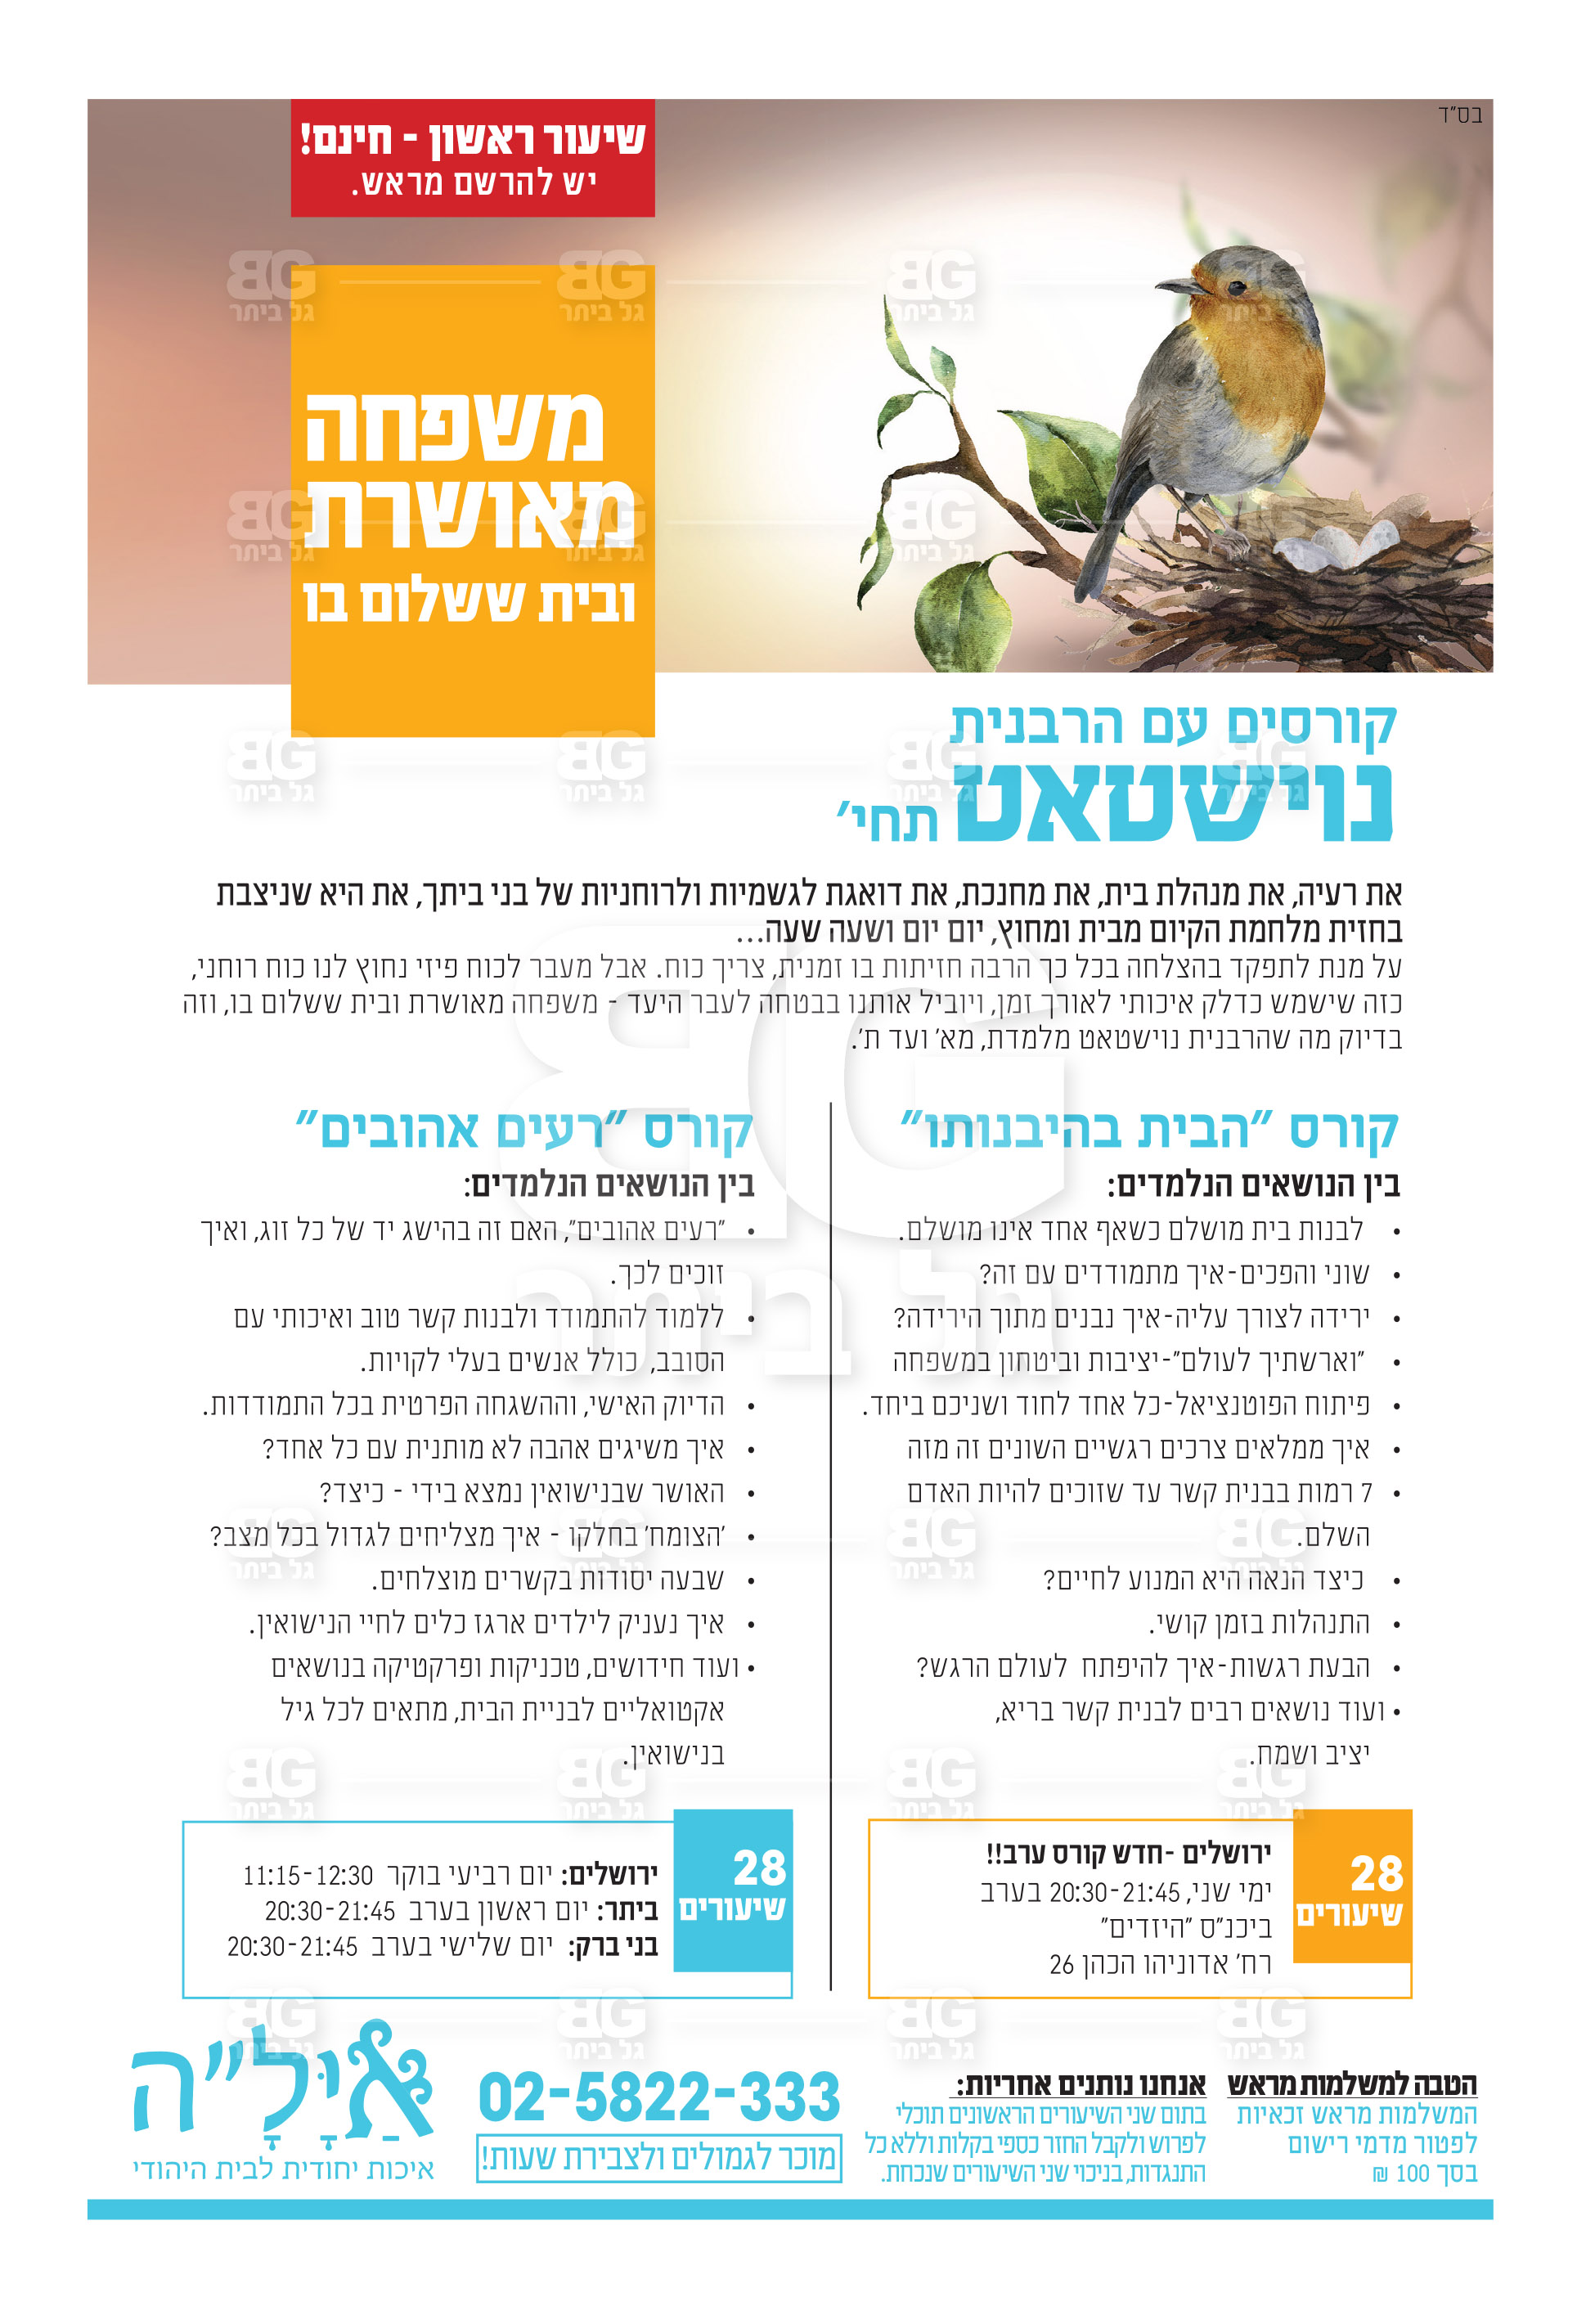 בס"ד
שיעור ראשון - חינם!
יש להרשם מראש.
משפחה
מאושרת
ובית ששלום בו
קורסים עם הרבנית
נוישטאט תחי'
את רעיה, את מנהלת בית, את מחנכת, את דואגת לגשמיות ולרוחניות של בני ביתך, את היא שניצבת
בחזית מלחמת הקיום מבית ומחוץ, יום יום ושעה שעה...
על מנת לתפקד בהצלחה בכל כך הרבה חזיתות בו זמנית, צריך כוח. אבל מעבר לכוח פיזי נחוץ לנו כוח רוחני,
כזה שישמש כדלק איכותי לאורך זמן, ויוביל אותנו בבטחה לעבר היעד - משפחה מאושרת ובית ששלום בו, וזה
בדיוק מה שהרבנית נוישטאט מלמדת, מא' ועד ת'.
קורס "הבית בהיבנותו"
בין הנושאים הנלמדים:
• לבנות בית מושלם כשאף אחד אינו מושלם.
• שוני והפכים-איך מתמודדים עם זה?
• ירידה לצורך עליה-איך נבנים מתוך הירידה?
• "וארשתיך לעולם"-יציבות וביטחון במשפחה
• פיתוח הפוטנציאל-כל אחד לחוד ושניכם ביחד.
• איך ממלאים צרכים רגשיים השונים זה מזה
• 7 רמות בבנית קשר עד שזוכים להיות האדם
השלם.
• כיצד הנאה היא המנוע לחיים?
• התנהלות בזמן קושי.
• הבעת רגשות-איך להיפתח לעולם הרגש?
• ועוד נושאים רבים לבנית קשר בריא,
יציב ושמח.
28
שיעורים
ירושלים -חדש קורס ערב!!
ימי שני, 20:30-21:45 בערב
ביכנ"ס "היזדים"
רח' אדוניהו הכהן 26
קורס "רעים אהובים"
בין הנושאים הנלמדים:
• "רעים אהובים", האם זה בהישג יד של כל זוג, ואיך
זוכים לכך.
• ללמוד להתמודד ולבנות קשר טוב ואיכותי עם
הסובב, כולל אנשים בעלי לקויות.
• הדיוק האישי, וההשגחה הפרטית בכל התמודדות.
• איך משיגים אהבה לא מותנית עם כל אחד?
• האושר שבנישואין נמצא בידי - כיצד?
• 'הצומח' בחלקו - איך מצליחים לגדול בכל מצב?
• שבעה יסודות בקשרים מוצלחים.
• איך נעניק לילדים ארגז כלים לחיי הנישואין.
• ועוד חידושים, טכניקות ופרקטיקה בנושאים
אקטואליים לבניית הבית, מתאים לכל גיל
בנישואין.
28
שיעורים
ירושלים: יום רביעי בוקר 11:15-12:30
ביתר: יום ראשון בערב 20:30-21:45
בני ברק: יום שלישי בערב 20:30-21:45
הטבה למשלמות מראש
המשלמות מראש זכאיות
לפטור מדמי רישום
בסך 100 ₪
אנחנו נותנים אחריות:
בתום שני השיעורים הראשונים תוכלי
לפרוש ולקבל החזר כספי בקלות וללא כל
התנגדות, בניכוי שני השיעורים שנכחת.
02-5822-333
מוכר לגמולים ולצבירת שעות!
אַיָּלָ"ה
איכות יחודית לבית היהודי
BG
גל ביתר